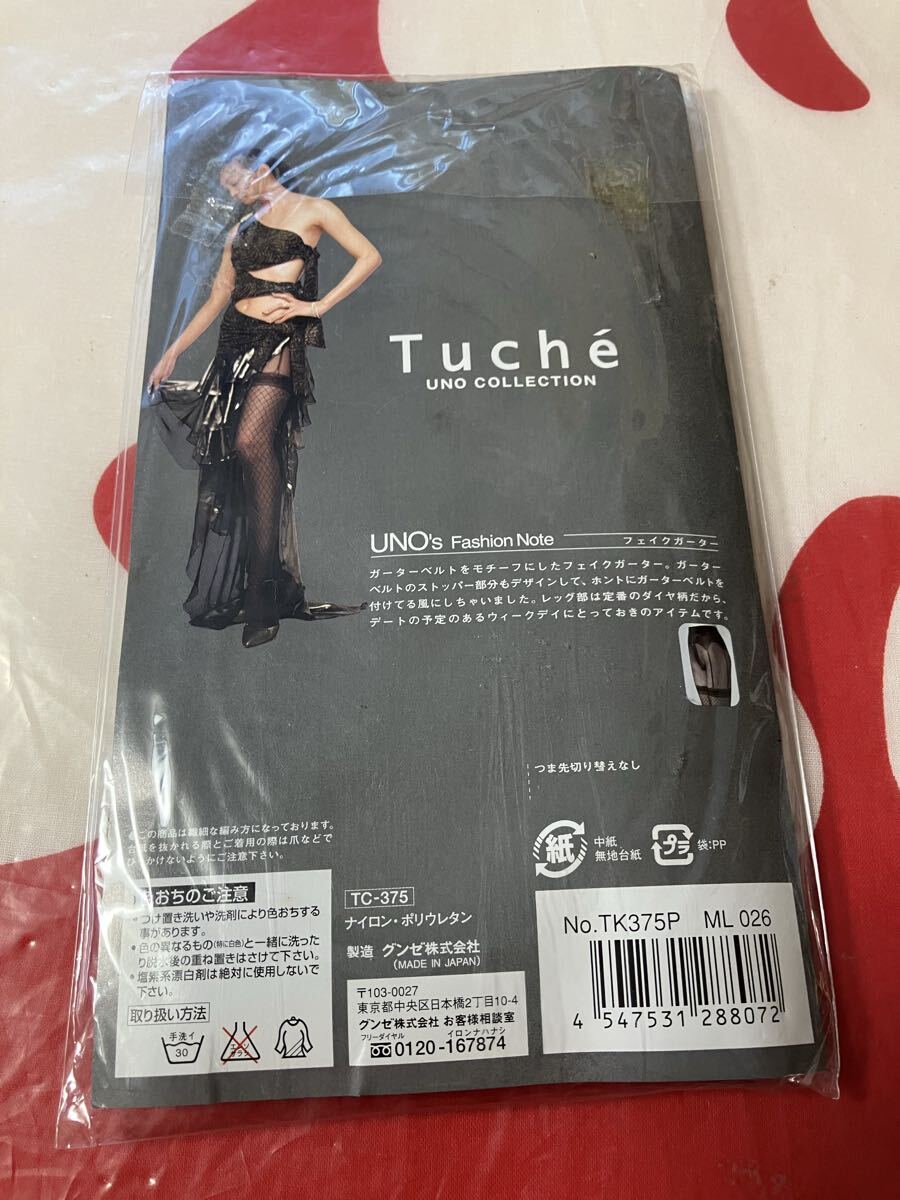 Tuché
UNO COLLECTION
UNO's Fashion Note フェイクガーター
ガーターベルトをモチーフにしたフェイクガーター。ガーター
ベルトのストッパー部分もデザインして、ホントにガーターベルトを
付けてる風にしちゃいました。レッグ部は定番のダイヤ柄だから、
デートの予定のあるウィークデイにとっておきのアイテムです。
つま先切り替えなし
この商品は繊細な編み方になっております。
台紙を抜かれる際とご着用の際は爪などで
ひっかけないようにご注意下さい。
色おちのご注意
●つけ置き洗いや洗剤により色おちする
事があります。
●色の異なるもの(特に白色)と一緒に洗った
り脱水後の重ね置きはさけて下さい。
●塩素系漂白剤は絶対に使用しないで
下さい。
取り扱い方法
手洗イ
30
エンソ
サラシ
TC-375
ナイロン・ポリウレタン
製造 グンゼ株式会社
(MADE IN JAPAN)
〒103-0027
東京都中央区日本橋2丁目10-4
グンゼ株式会社 お客様相談室
フリーダイヤル イロンナハナシ
0120-167874
紙
中紙
無地台紙
プラ
袋:PP
No.TK375P ML 026
4 547531 288072